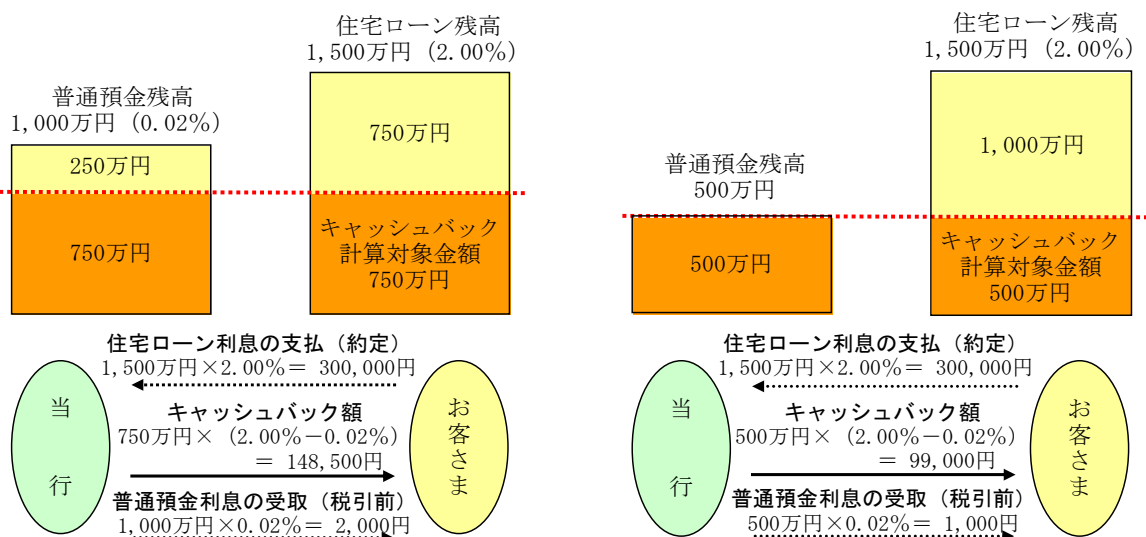 住宅ローン残高
1,500万円（2.00%）
普通預金残高
1,000万円（0.02%）
250万円
750万円
750万円
キャッシュバック
計算対象金額
750万円
住宅ローン利息の支払（約定）
1,500万円×2.00%＝ 300,000円
当行
キャッシュバック額
750万円×（2.00%－0.02%）
＝ 148,500円
お客さま
普通預金利息の受取（税引前）
1,000万円×0.02%＝ 2,000円
住宅ローン残高
1,500万円（2.00%）
普通預金残高
500万円
1,000万円
500万円
キャッシュバック
計算対象金額
500万円
住宅ローン利息の支払（約定）
1,500万円×2.00%＝ 300,000円
当行
キャッシュバック額
500万円×（2.00%－0.02%）
＝ 99,000円
お客さま
普通預金利息の受取（税引前）
500万円×0.02%＝ 1,000円